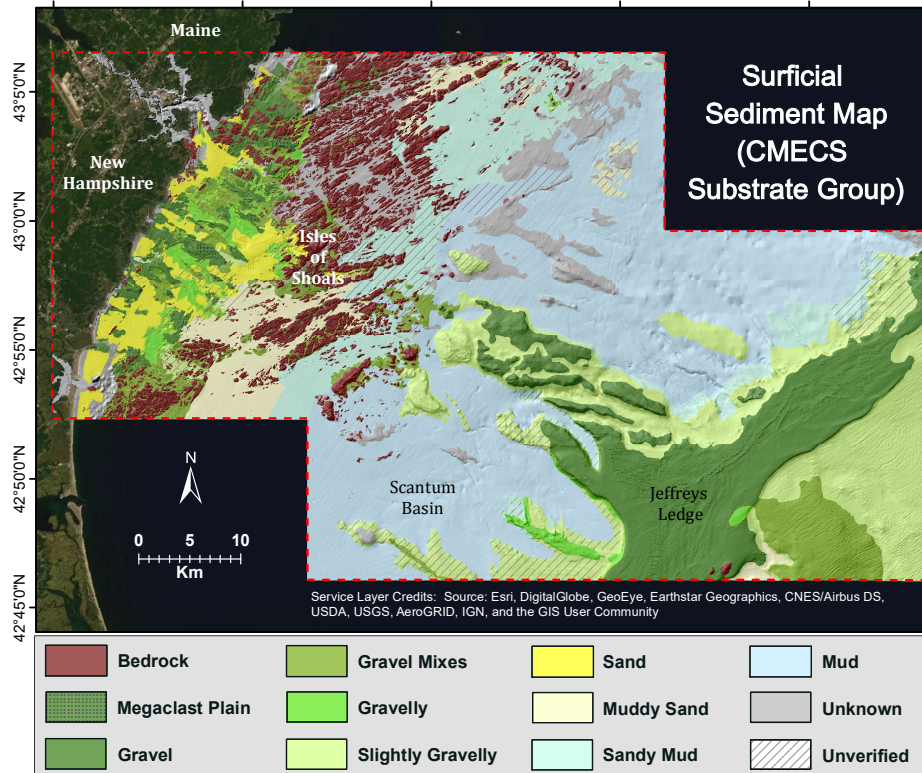 Maine
New
Hampshire
Surficial
Sediment Map
(CMECS
Substrate Group)
43°5'0"N
43°0'0"N
42°55'0"N
42°50'0"N
42°45'0"N
Isles
of
Shoals
Scantum
Basin
Jeffreys
Ledge
N
0 5 10
Km
Service Layer Credits: Source: Esri, DigitalGlobe, GeoEye, Earthstar Geographics, CNES/Airbus DS,
USDA, USGS, AeroGRID, IGN, and the GIS User Community
Bedrock
Gravel Mixes
Sand
Mud
Megaclast Plain
Gravelly
Muddy Sand
Unknown
Gravel
Slightly Gravelly
Sandy Mud
Unverified